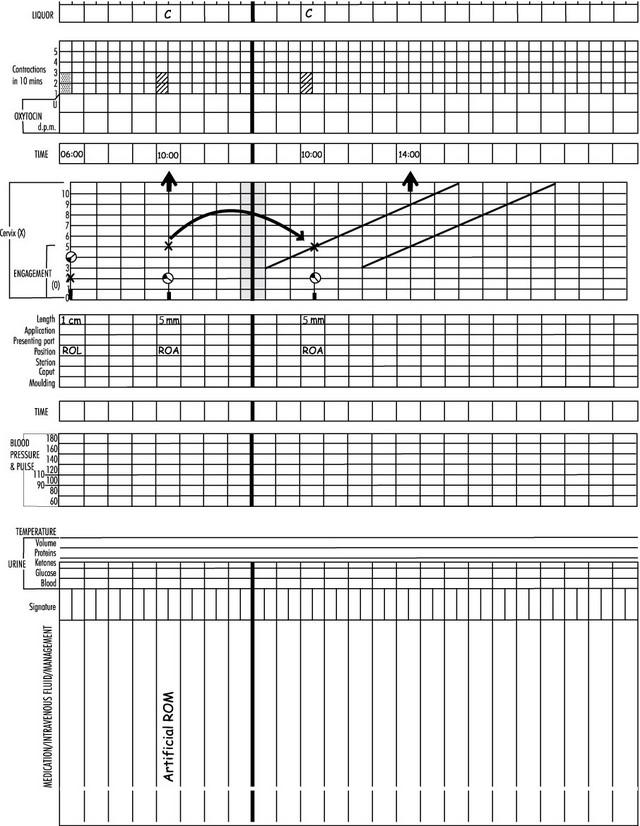 LIQUOR C C
5
4
Contractions in 10 mins 3
2
1
U
OXYTOCIN
d.p.m.
TIME 06:00 10:00 10:00 14:00
10
9
8
7
Cervix (X) 6
5
4
ENGAGEMENT 3
(O) 2
1
0
Length 1 cm 5 mm 5 mm
Application
Presenting part
Position ROL ROA ROA
Station
Caput
Moulding
TIME
180
BLOOD 160
PRESSURE 140
& PULSE 120
110 100
90 80
60
TEMPERATURE
Volume
Proteins
URINE Ketones
Glucose
Blood
Signature
MEDICATION/INTRAVENOUS FLUID/MANAGEMENT
Artificial ROM